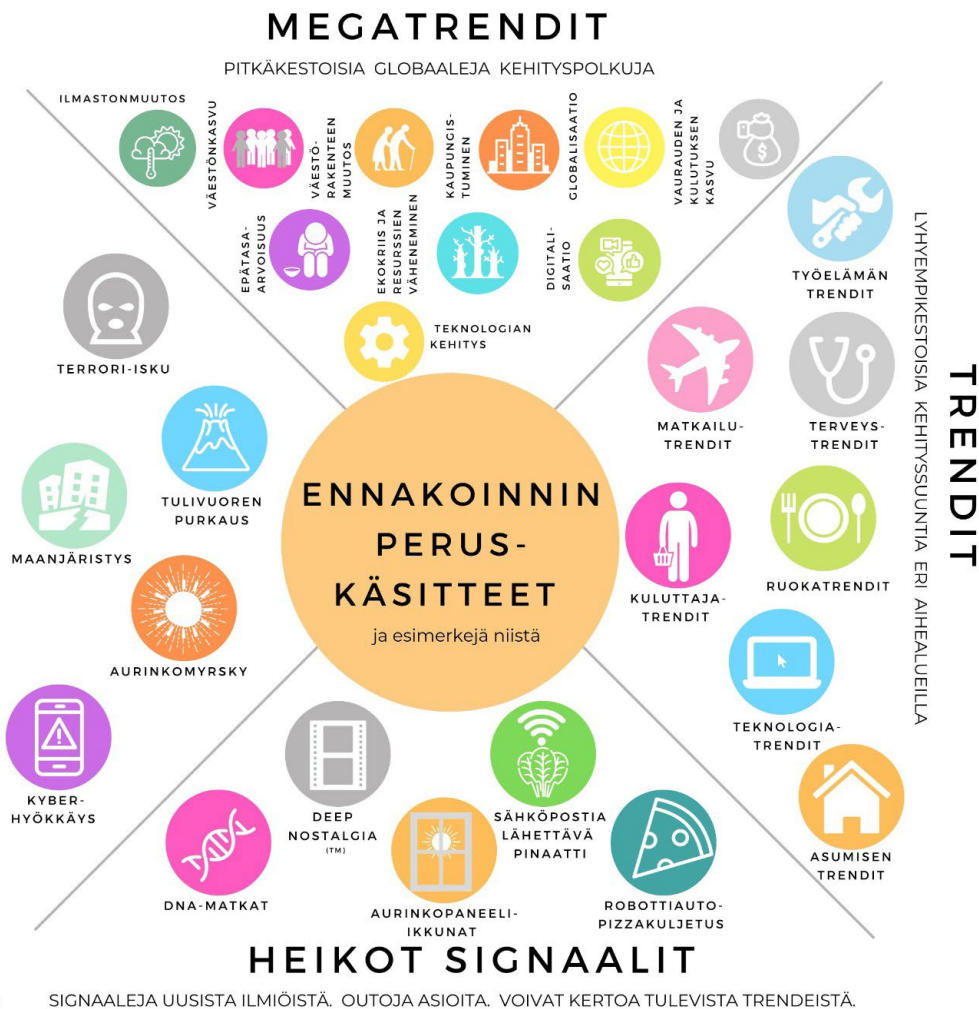 MEGATRENDIT
PITKÄKESTOISIA GLOBAALEJA KEHITYSPOLKUJA
ILMASTONMUUTOS
VÄESTÖNKASVU
VÄESTÖ-
RAKENTEEN
MUUTOS
KAUPUNGIS-
TUMINEN
GLOBALISAATIO
VAURAUDEN JA
KULUTUKSEN
KASVU
EPÄTASA-
ARVOISUUS
EKOKRIIS JA
RESURSSIEN
VÄHENEMINEN
DIGITALI-
SAATIO
TEKNOLOGIAN
KEHITYS
TRENDIT
LYHYEMPIKESTOISIA KEHITYSSUUNTIA ERI AIHEALUEILLA
TYÖELÄMÄN
TRENDIT
MATKAILU-
TRENDIT
TERVEYS-
TRENDIT
KULUTTAJA-
TRENDIT
RUOKATRENDIT
TEKNOLOGIA-
TRENDIT
ASUMISEN
TRENDIT
ENNAKOINNIN
PERUS-
KÄSITTEET
ja esimerkejä niistä
TERRORI-ISKU
TULIVUOREN
PURKAUS
MAANJÄRISTYS
AURINKOMYRSKY
KYBER-
HYÖKKÄYS
DNA-MATKAT
DEEP
NOSTALGIA
(TM)
AURINKOPANEELI-
IKKUNAT
SÄHKÖPOSTIA
LÄHETTÄVÄ
PINAATTI
ROBOTTIAUTO-
PIZZAKULJETUS
HEIKOT SIGNAALIT
SIGNAALEJA UUSISTA ILMIÖISTÄ. OUTOJA ASIOITA. VOIVAT KERTOA TULEVISTA TRENDEISTÄ.